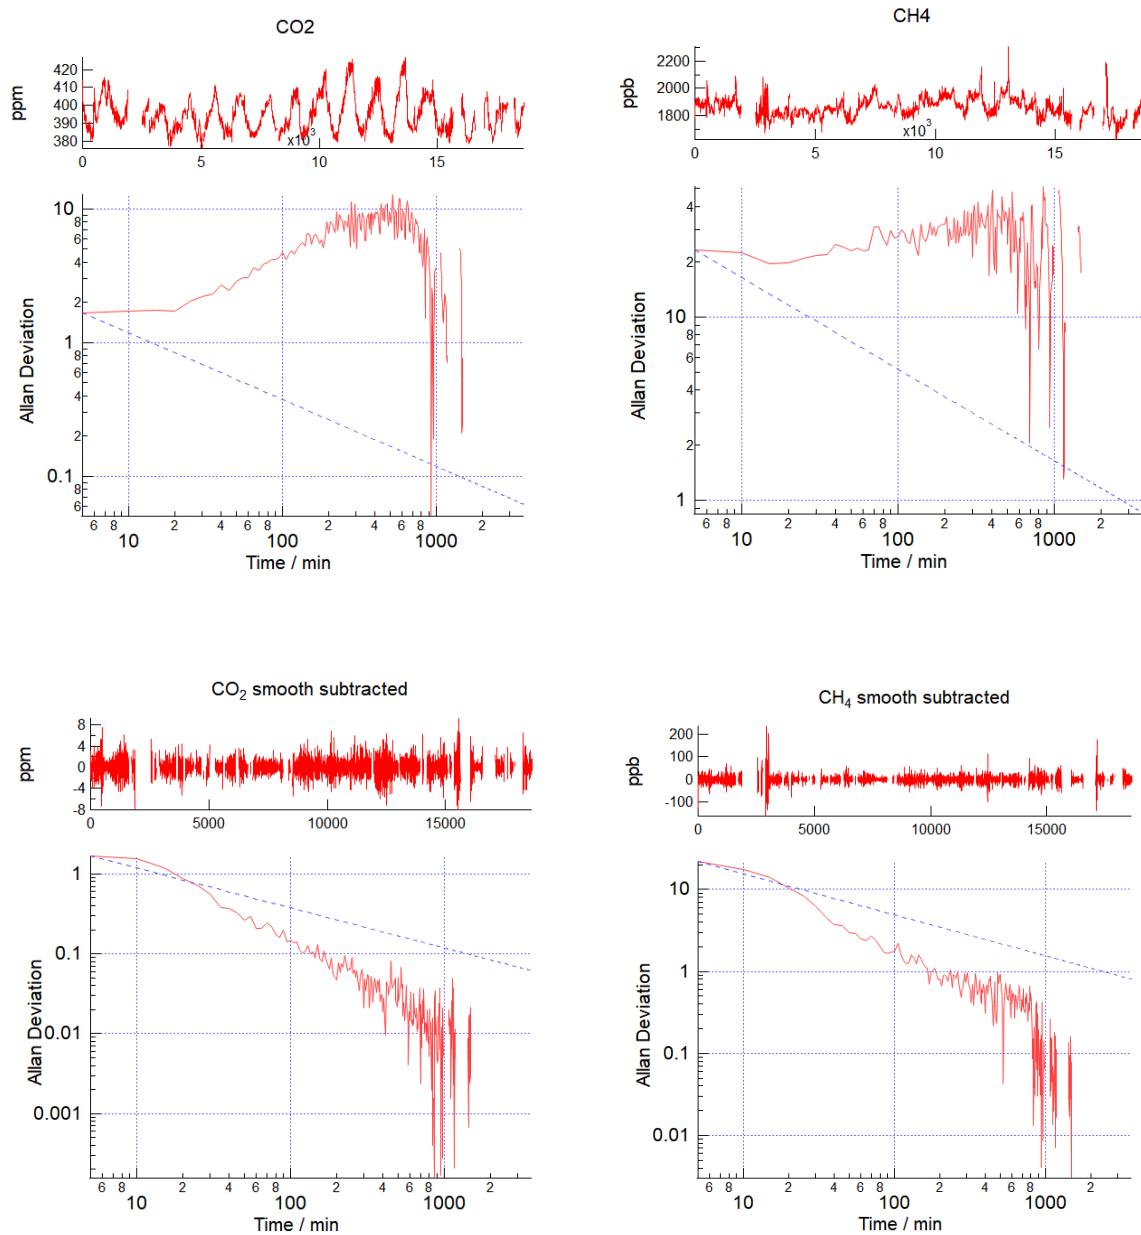 CO2
ppm
420
410
400
390
380
x10³
0 5 10 15
Allan Deviation
10
8
6
4
2
1
8
6
4
2
0.1
8
6
6 8 10 2 4 6 8 100 2 4 6 8 1000 2
Time / min
CH4
ppb
2200
2000
1800
x10³
0 5 10 15
Allan Deviation
4
2
10
6
4
2
1
6 8 10 2 4 6 8 100 2 4 6 8 1000 2
Time / min
CO₂ smooth subtracted
ppm
8
4
0
-4
-8
0 5000 10000 15000
Allan Deviation
1
0.1
0.01
0.001
6 8 10 2 4 6 8 100 2 4 6 8 1000 2
Time / min
CH₄ smooth subtracted
ppb
200
100
0
-100
0 5000 10000 15000
Allan Deviation
10
1
0.1
0.01
6 8 10 2 4 6 8 100 2 4 6 8 1000 2
Time / min